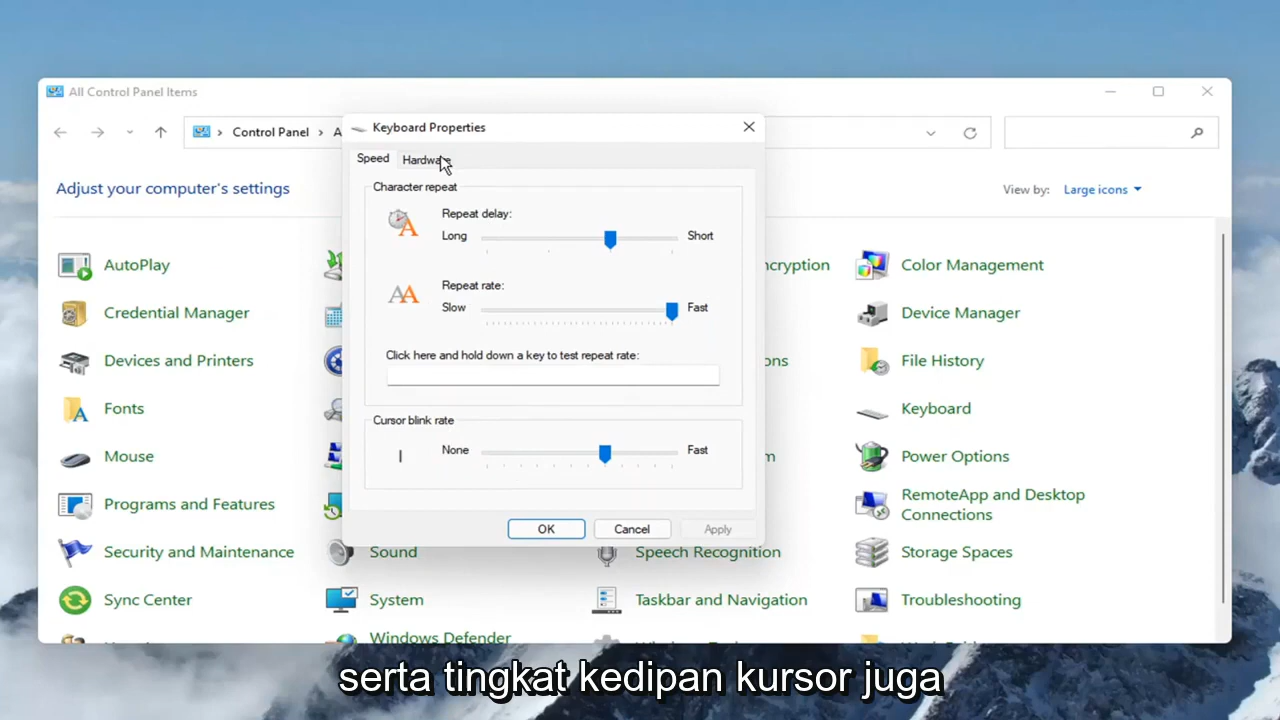 All Control Panel Items
Control Panel
A
Adjust your computer's settings
View by:
Large icons
Keyboard Properties
Speed
Hardware
Character repeat
Repeat delay:
Long
Short
Repeat rate:
Slow
Fast
Click here and hold down a key to test repeat rate:
Cursor blink rate
None
Fast
OK
Cancel
Apply
AutoPlay
ncryption
Color Management
Credential Manager
Device Manager
Devices and Printers
ons
File History
Fonts
Keyboard
Mouse
m
Power Options
Programs and Features
RemoteApp and Desktop
Connections
Security and Maintenance
Sound
Speech Recognition
Storage Spaces
Sync Center
System
Taskbar and Navigation
Troubleshooting
Windows Defender
serta tingkat kedipan kursor juga